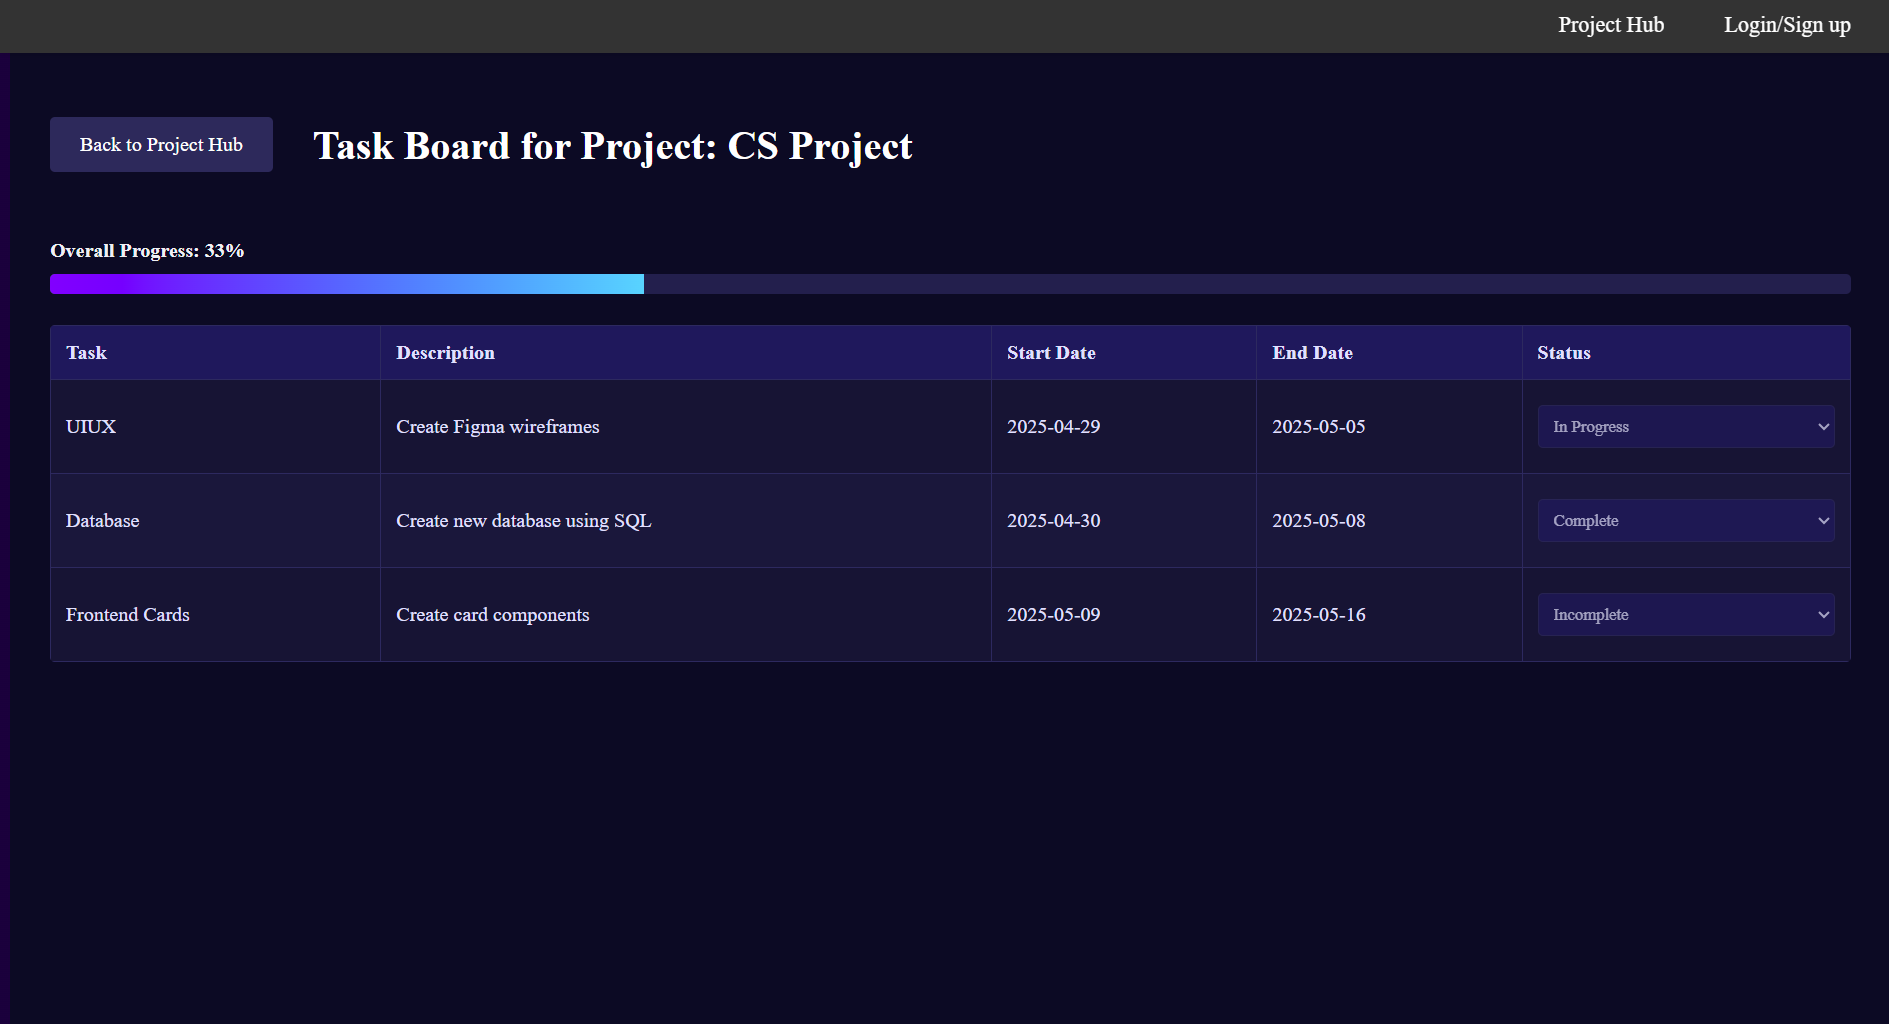 Project Hub Login/Sign up
Back to Project Hub
Task Board for Project: CS Project
Overall Progress: 33%
Task Description Start Date End Date Status
UIUX Create Figma wireframes 2025-04-29 2025-05-05 In Progress
Database Create new database using SQL 2025-04-30 2025-05-08 Complete
Frontend Cards Create card components 2025-05-09 2025-05-16 Incomplete